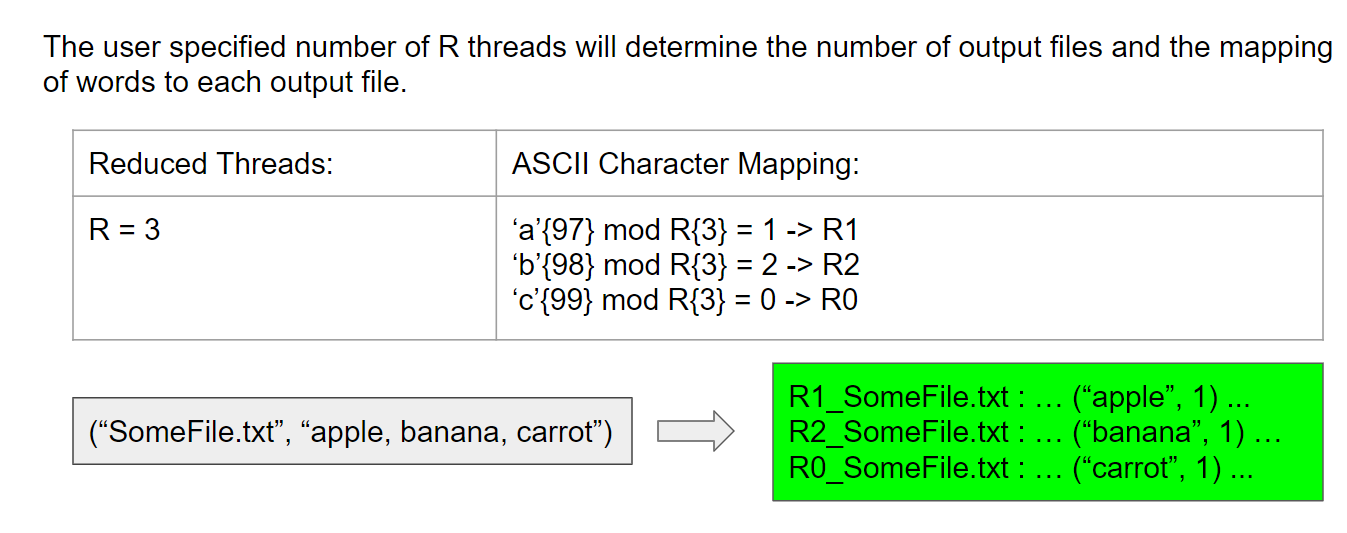 The user specified number of R threads will determine the number of output files and the mapping
of words to each output file.
Reduced Threads:
ASCII Character Mapping:
R = 3
‘a’{97} mod R{3} = 1 -> R1
‘b’{98} mod R{3} = 2 -> R2
‘c’{99} mod R{3} = 0 -> R0
(“SomeFile.txt”, “apple, banana, carrot”)
R1_SomeFile.txt : … (“apple”, 1) ...
R2_SomeFile.txt : … (“banana”, 1) …
R0_SomeFile.txt : … (“carrot”, 1) ...